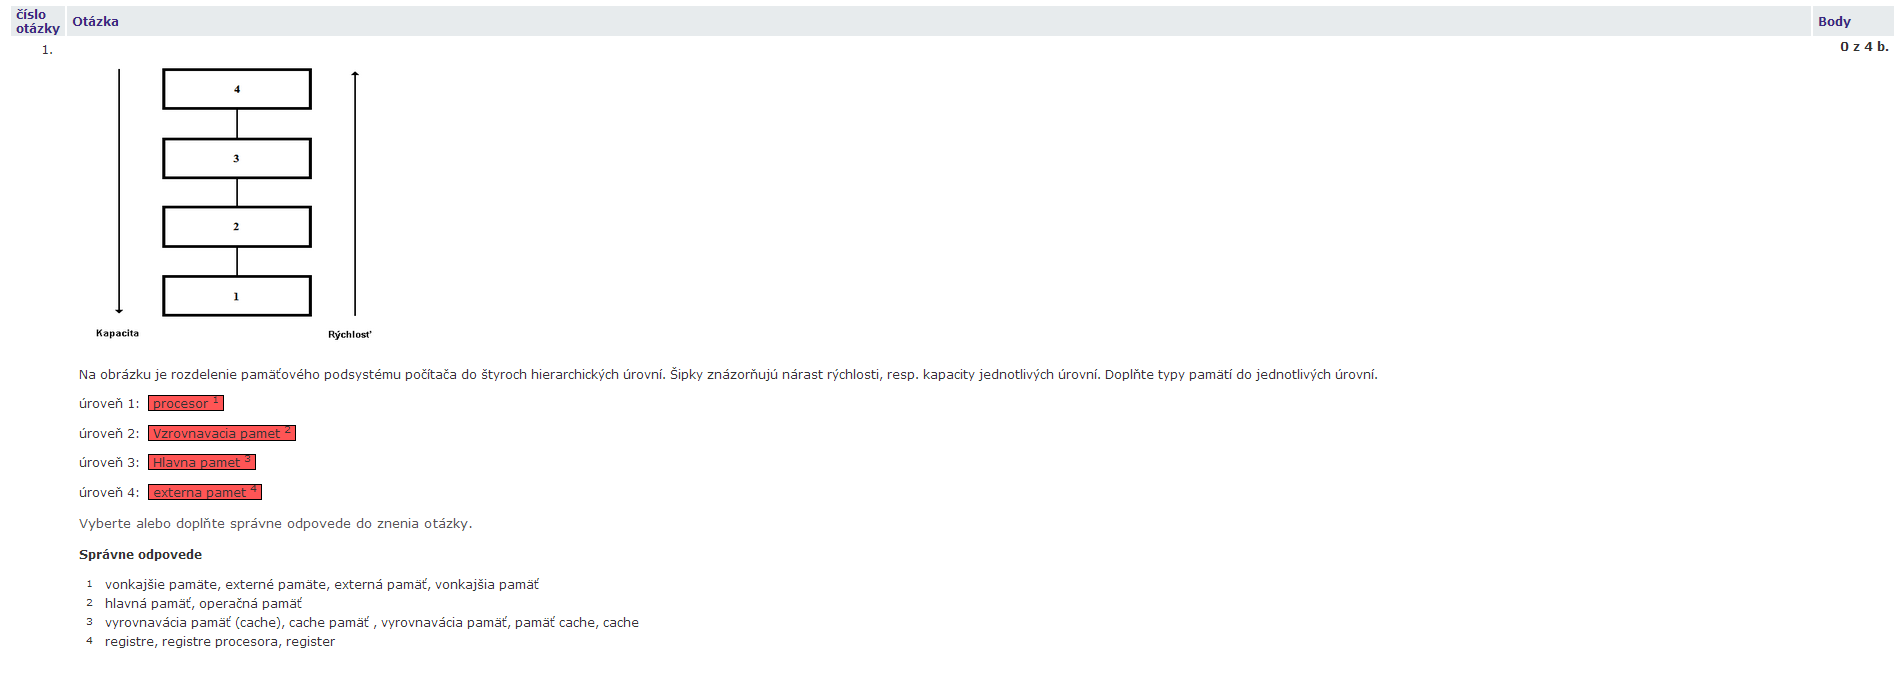 číslo otázky Otázka Body
1. 0 z 4 b.
4
3
2
1
Kapacita Rýchlosť
Na obrázku je rozdelenie pamäťového podsystému počítača do štyroch hierarchických úrovní. Šipky znázorňujú nárast rýchlosti, resp. kapacity jednotlivých úrovní. Doplňte typy pamätí do jednotlivých úrovní.
úroveň 1: procesor 1
úroveň 2: Vzrovnavacia pamet 2
úroveň 3: Hlavna pamet 3
úroveň 4: externa pamet 4
Vyberte alebo doplňte správne odpovede do znenia otázky.
Správne odpovede
1 vonkajšie pamäte, externé pamäte, externá pamäť, vonkajšia pamäť
2 hlavná pamäť, operačná pamäť
3 vyrovnavácia pamäť (cache), cache pamäť , vyrovnavácia pamäť, pamäť cache, cache
4 registre, registre procesora, register